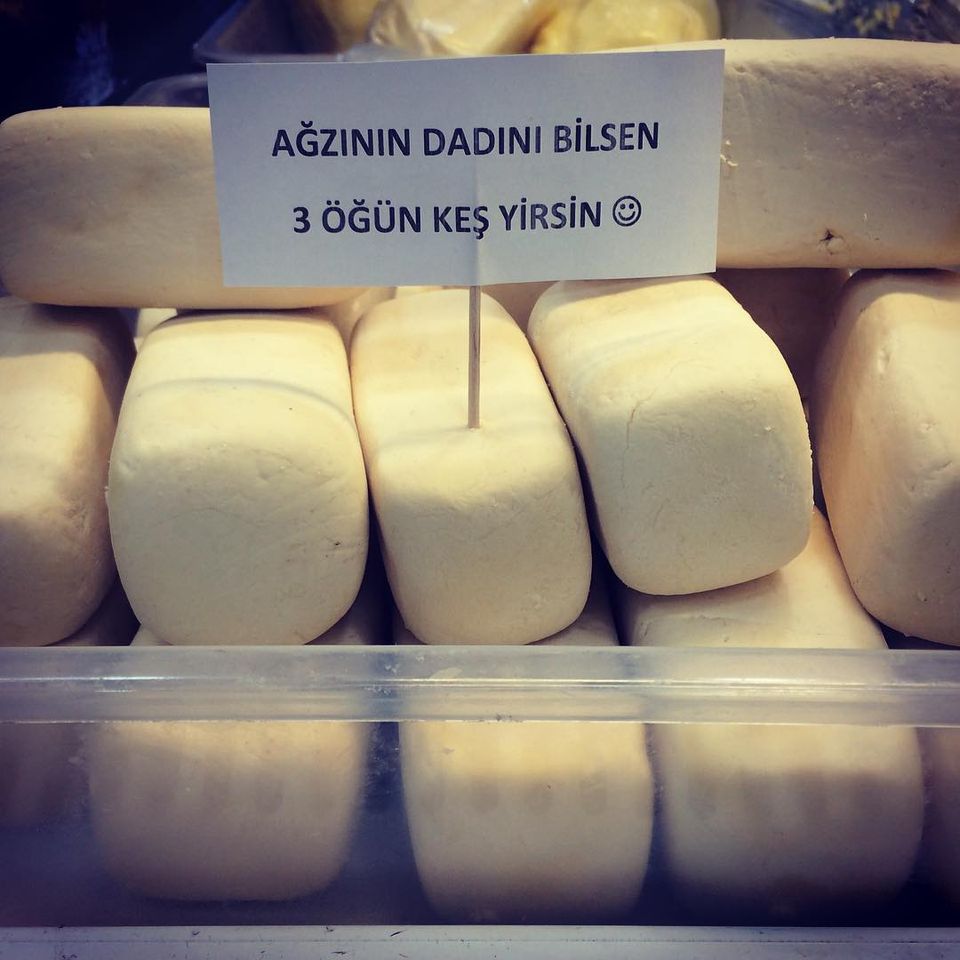 AĞZININ DADINI BİLSEN
3 ÖĞÜN KEŞ YİRSİN ☺